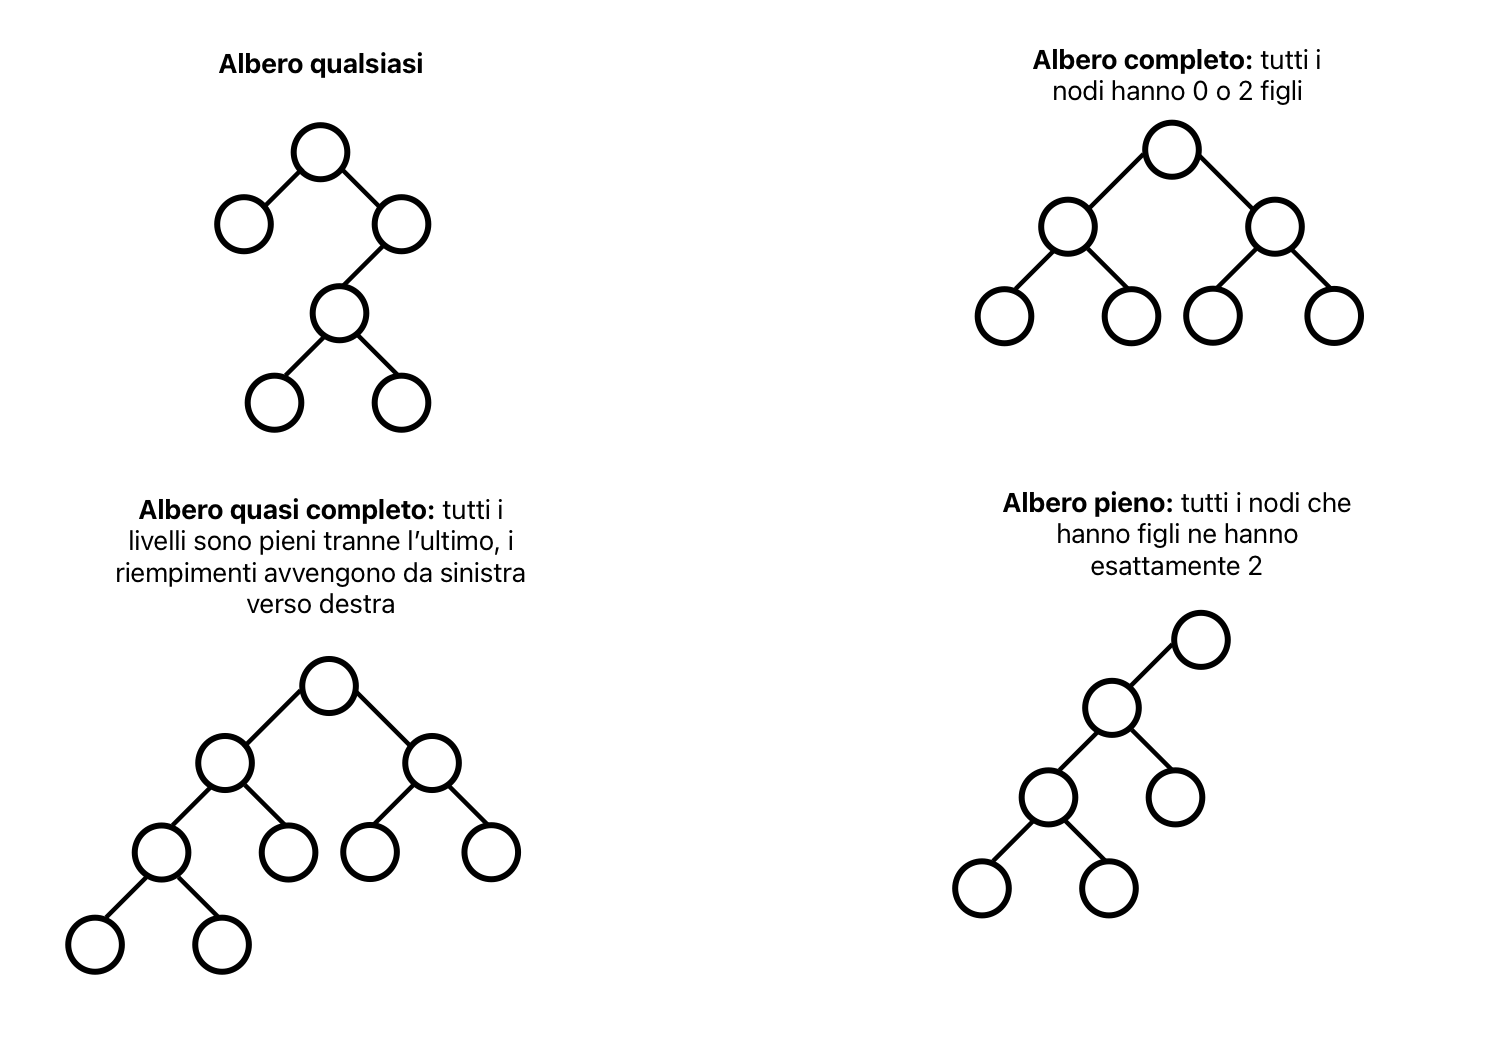 Albero qualsiasi
Albero completo: tutti i
nodi hanno 0 o 2 figli
Albero quasi completo: tutti i
livelli sono pieni tranne l’ultimo, i
riempimenti avvengono da sinistra
verso destra
Albero pieno: tutti i nodi che
hanno figli ne hanno
esattamente 2